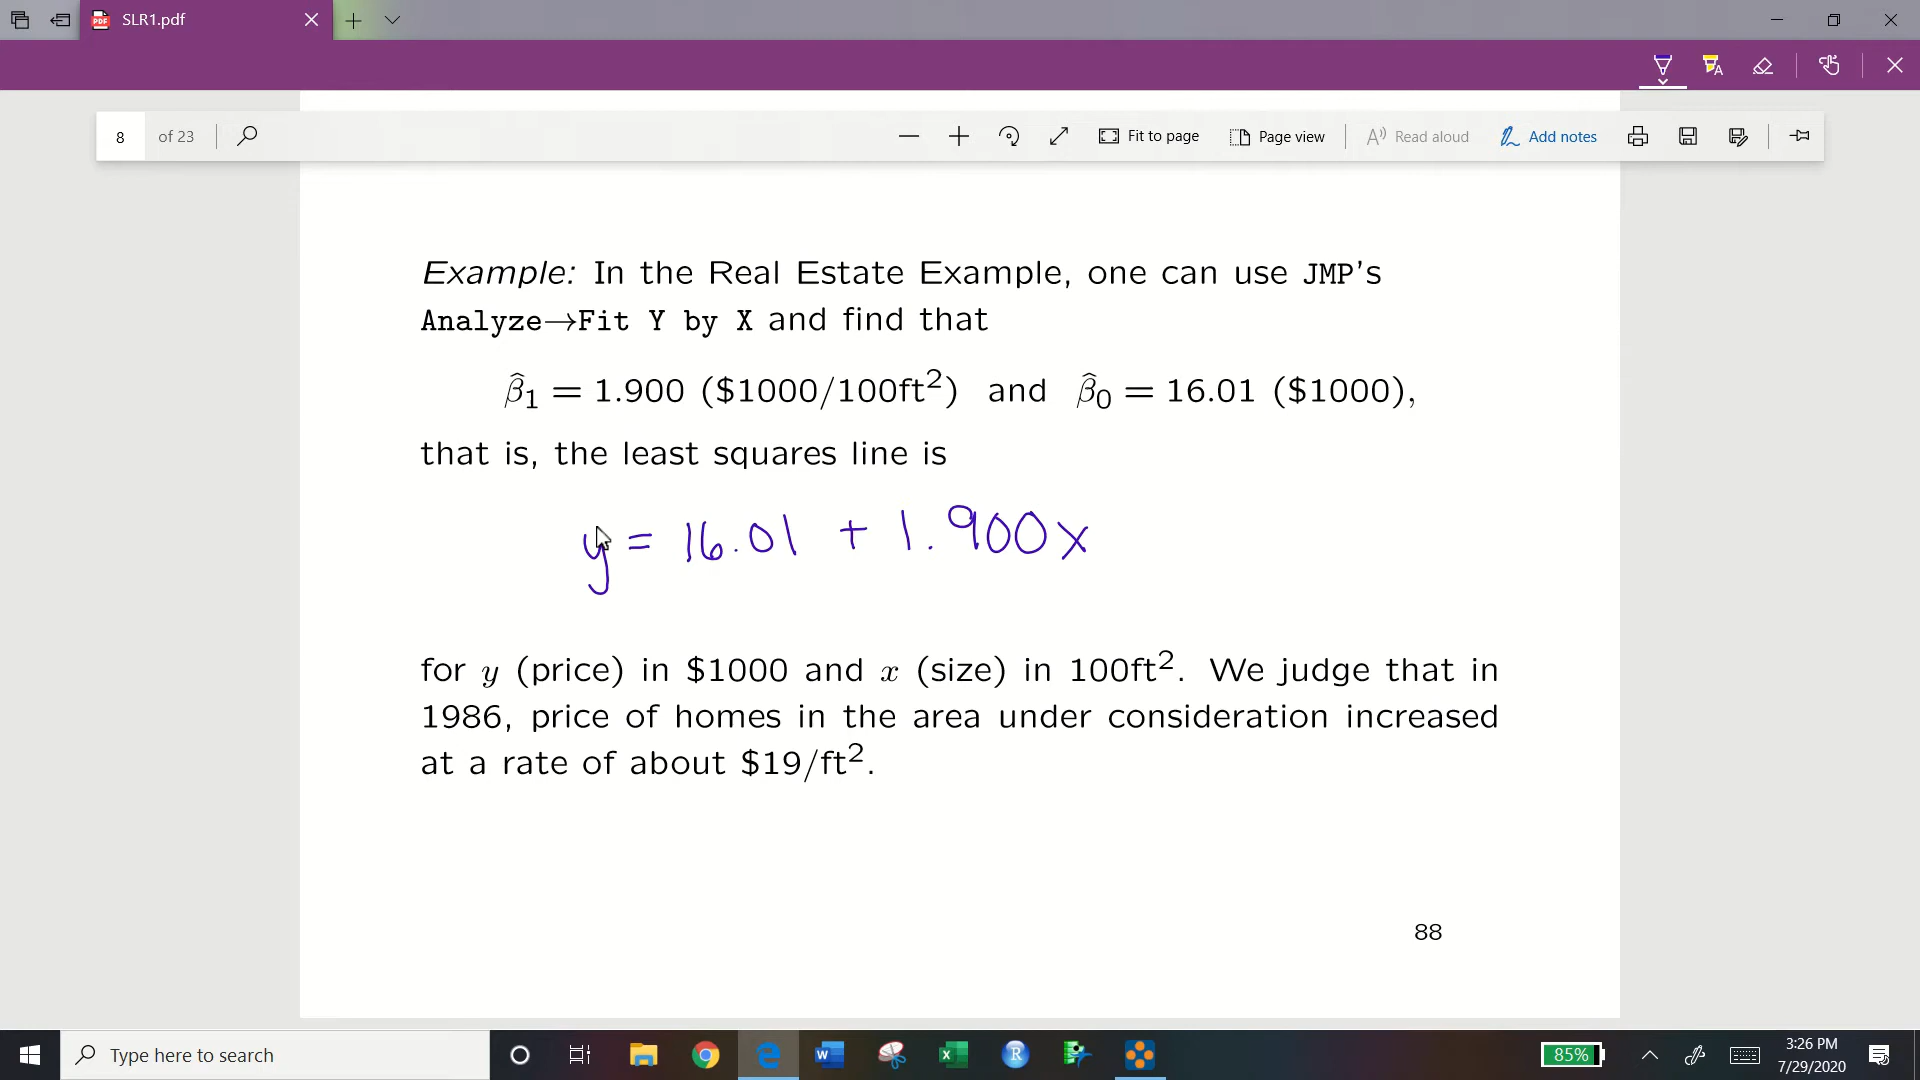 SLR1.pdf
8 of 23 Fit to page Page view Read aloud Add notes
Example: In the Real Estate Example, one can use JMP's
Analyze→Fit Y by X and find that
β̂₁ = 1.900 ($1000/100ft²) and β̂₀ = 16.01 ($1000),
that is, the least squares line is
y = 16.01 + 1.900x
for y (price) in $1000 and x (size) in 100ft². We judge that in
1986, price of homes in the area under consideration increased
at a rate of about $19/ft².
88
Type here to search
85%
3:26 PM
7/29/2020